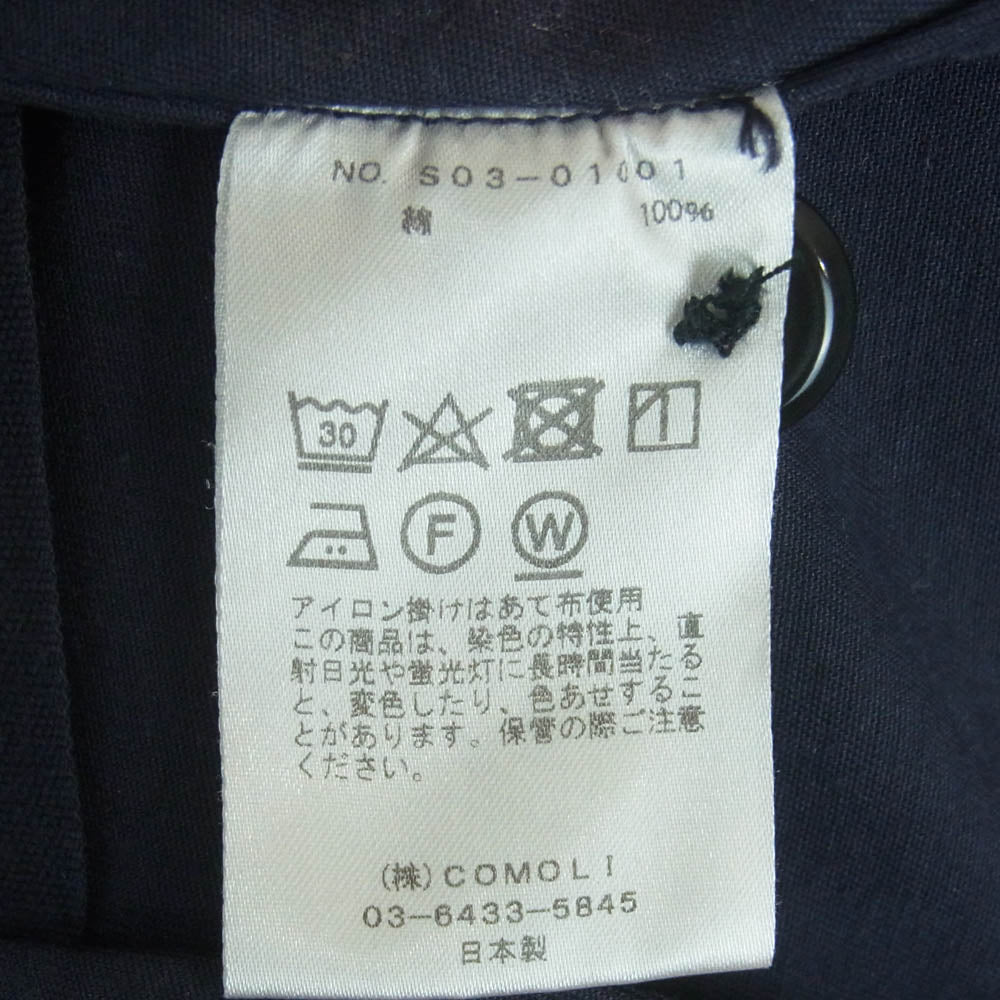 NO. S03-01001
綿 100%
30
F
W
アイロン掛けはあて布使用
この商品は、染色の特性上、直
射日光や蛍光灯に長時間当たる
と、変色したり、色あせするこ
とがあります。保管の際ご注意
ください。
(株)COMOLI
03-6433-5845
日本製